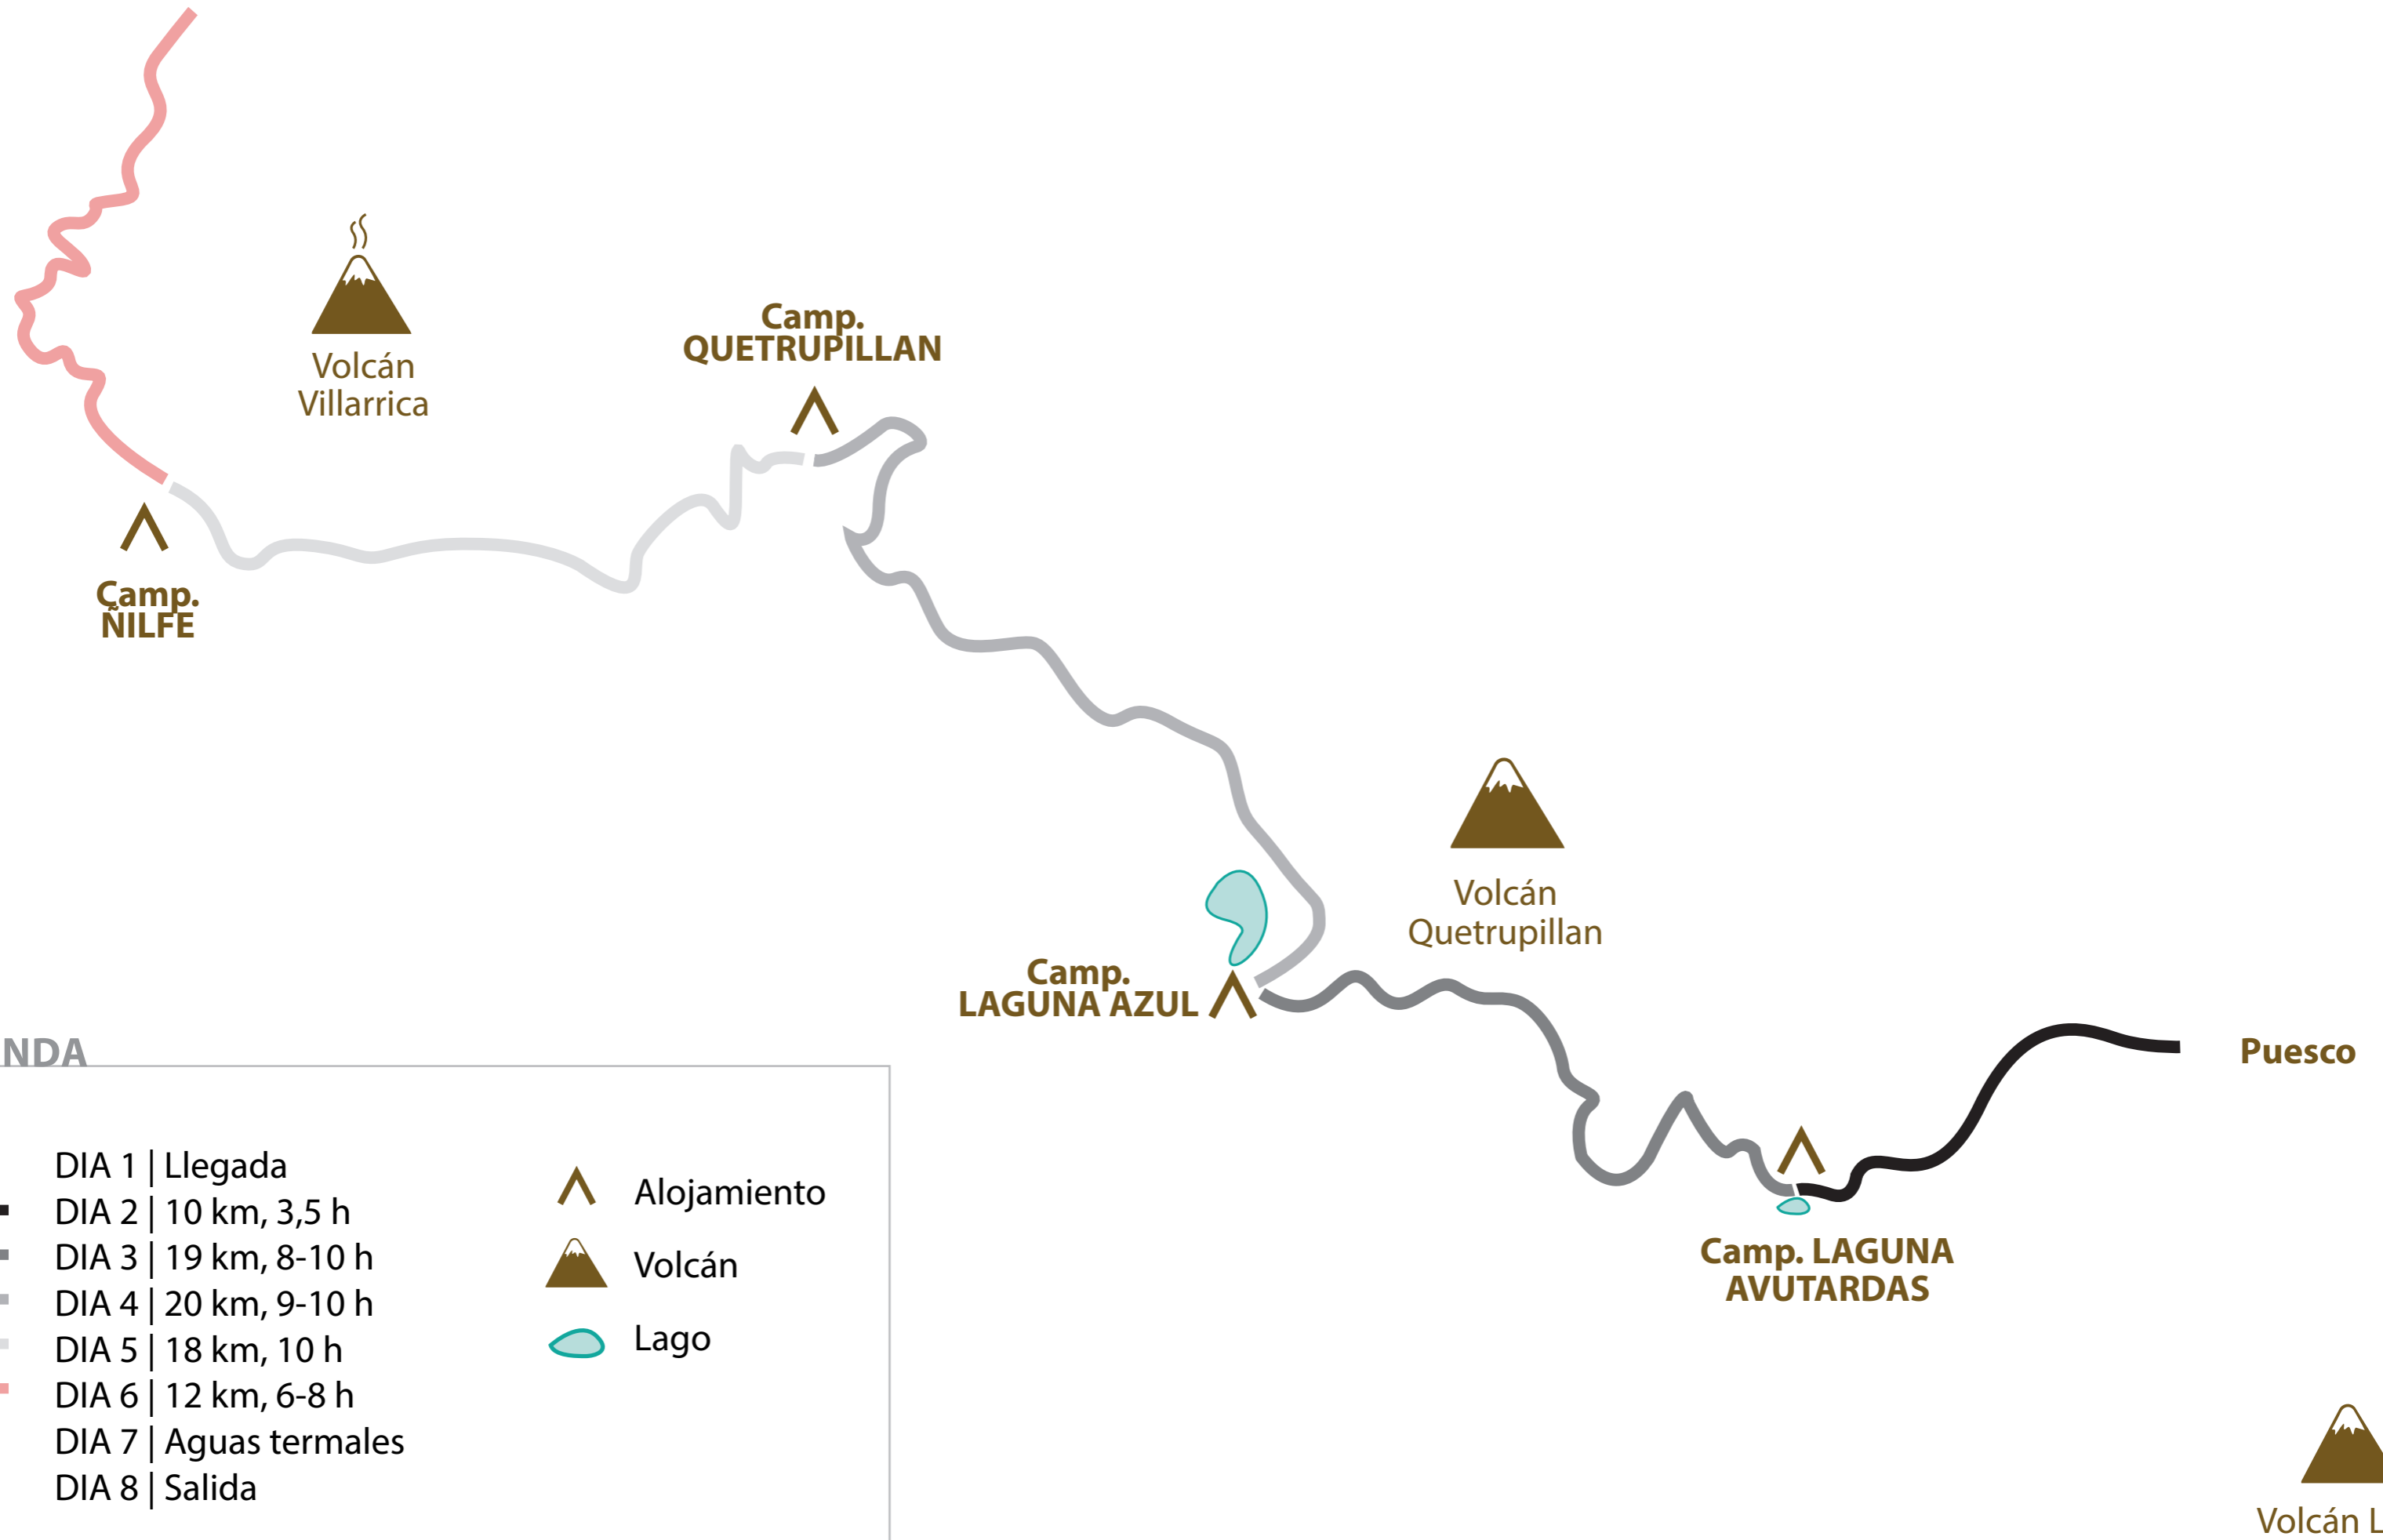 Volcán
Villarrica
Camp.
QUETRUPILLAN
Camp.
ÑILFE
Volcán
Quetrupillan
Camp.
LAGUNA AZUL
Puesco
Camp. LAGUNA
AVUTARDAS
Volcán L
NDA
DIA 1 | Llegada
DIA 2 | 10 km, 3,5 h
DIA 3 | 19 km, 8-10 h
DIA 4 | 20 km, 9-10 h
DIA 5 | 18 km, 10 h
DIA 6 | 12 km, 6-8 h
DIA 7 | Aguas termales
DIA 8 | Salida
Alojamiento
Volcán
Lago